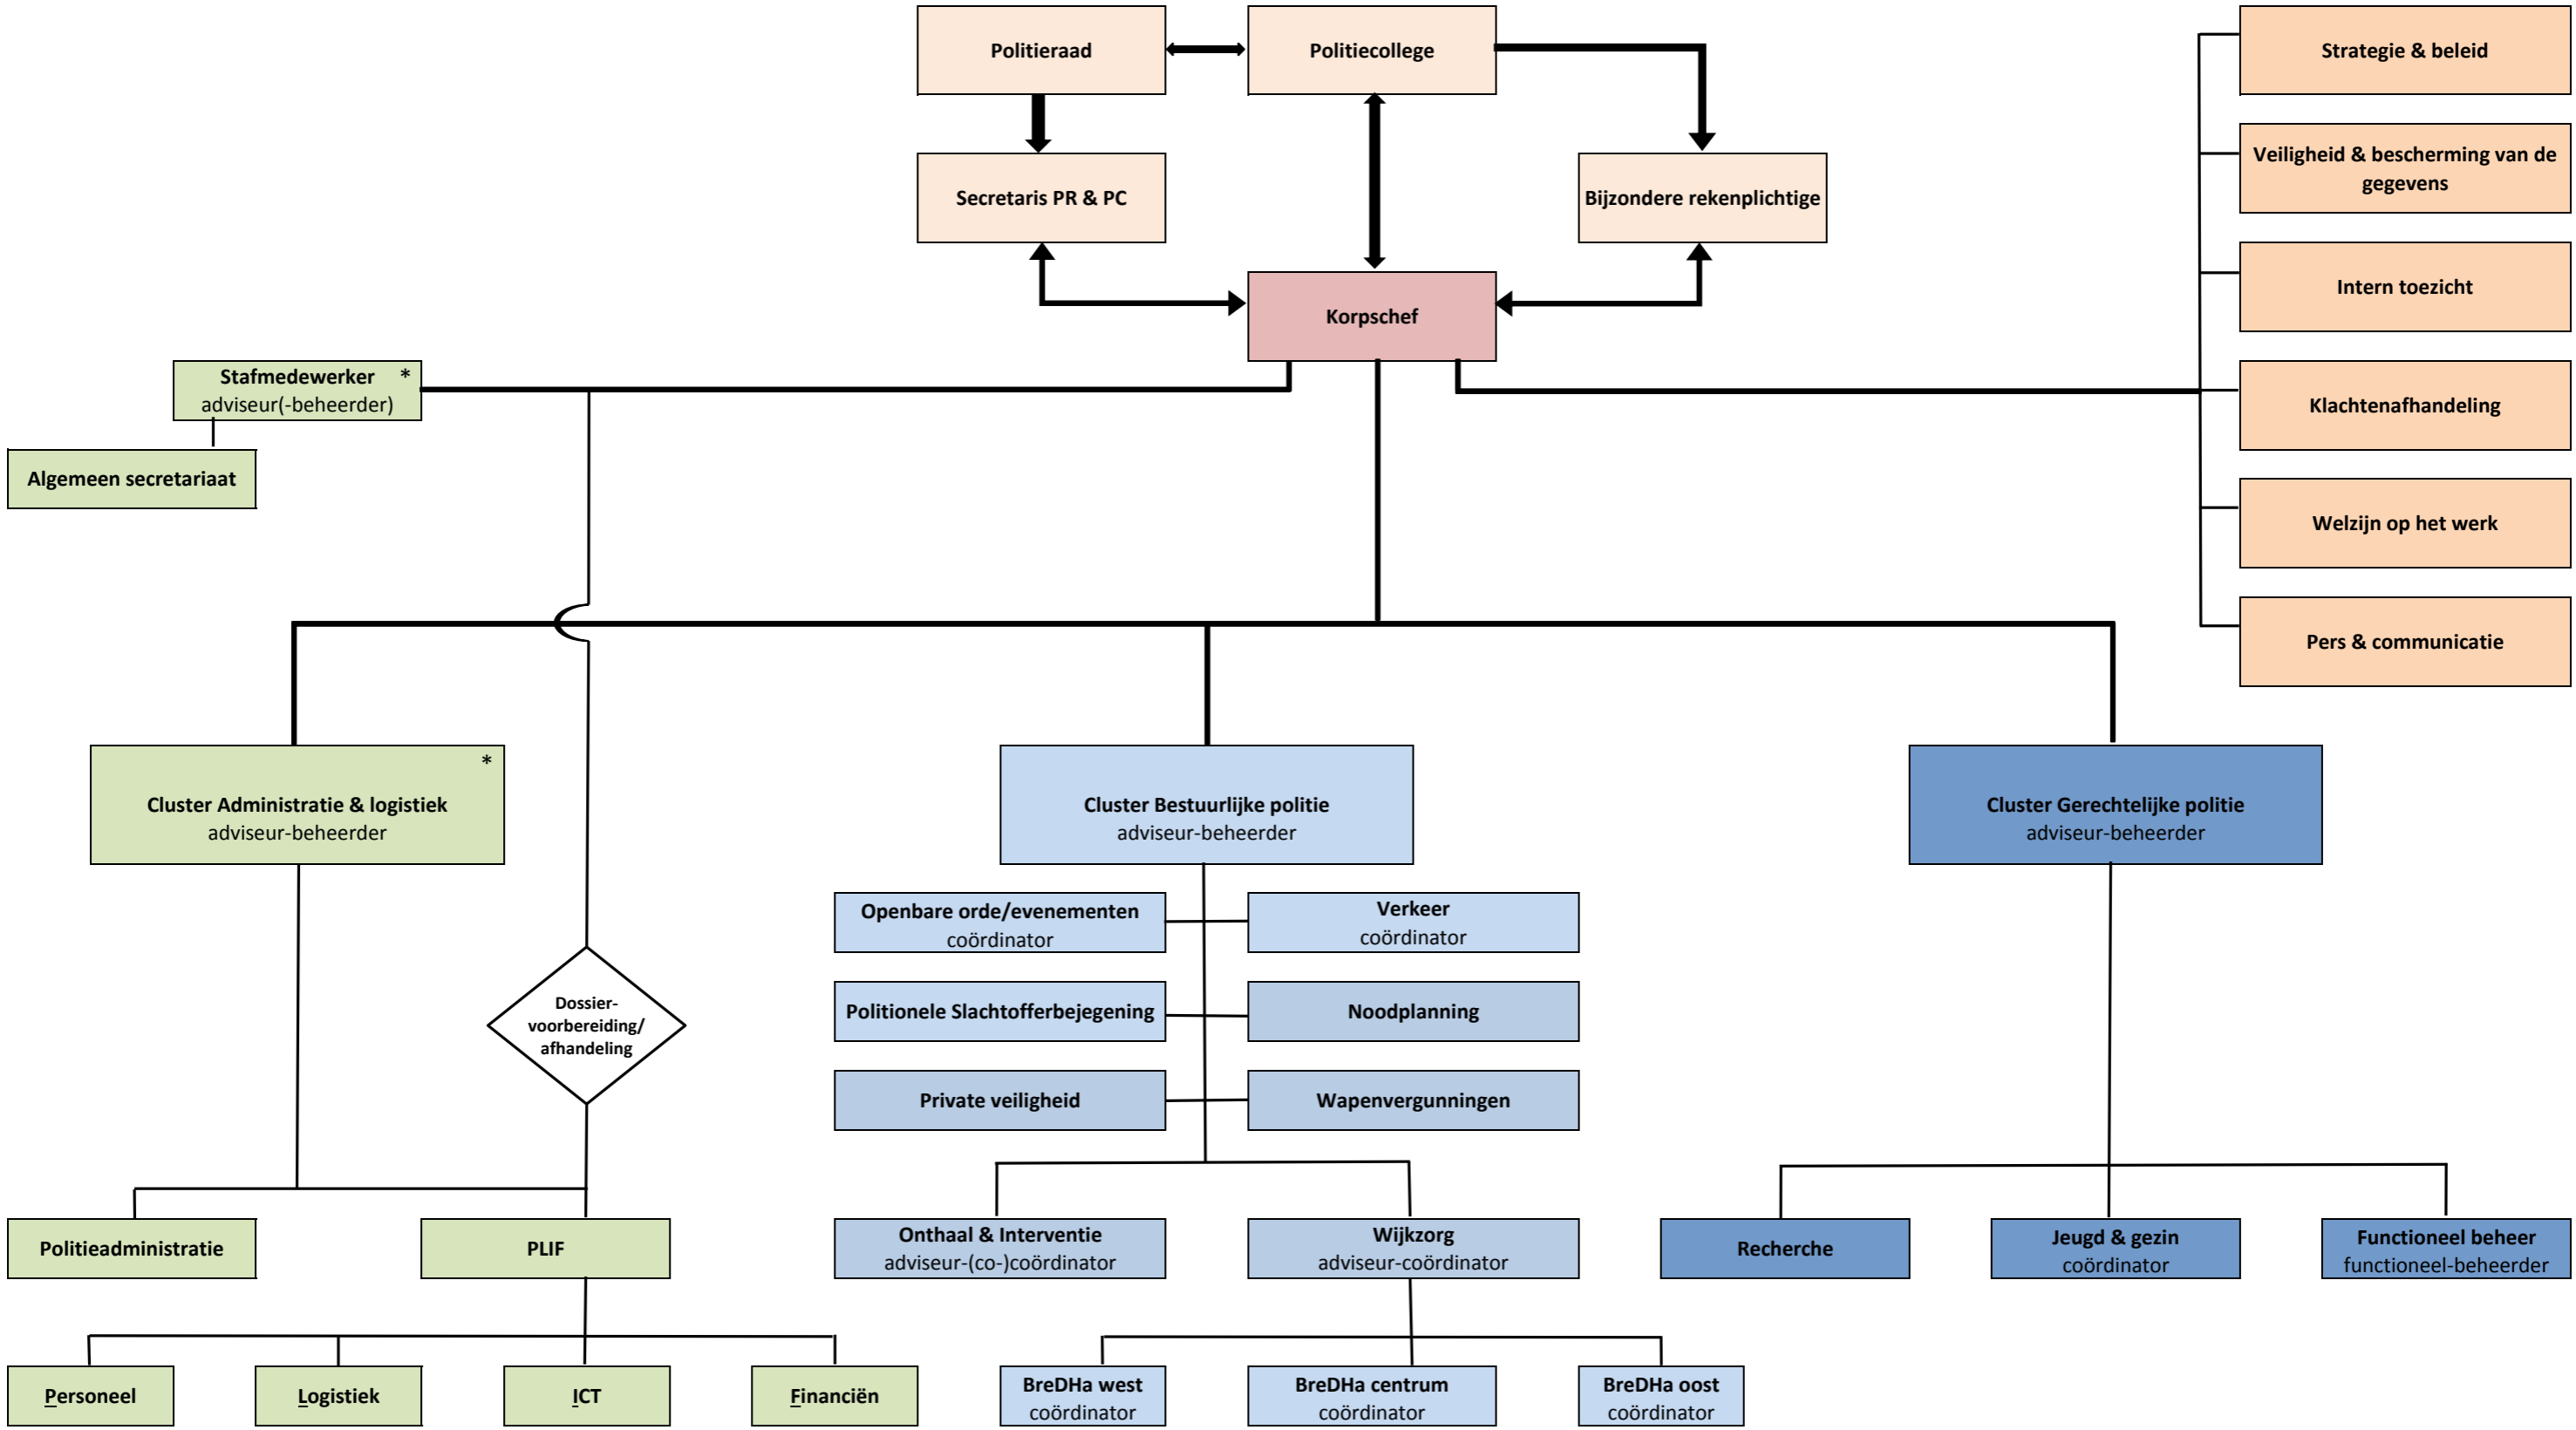 Politieraad
Politiecollege
Strategie & beleid
Veiligheid & bescherming van de
gegevens
Secretaris PR & PC
Bijzondere rekenplichtige
Intern toezicht
Korpschef
Stafmedewerker *
adviseur(-beheerder)
Klachtenafhandeling
Algemeen secretariaat
Welzijn op het werk
Pers & communicatie
*
Cluster Administratie & logistiek
adviseur-beheerder
Cluster Bestuurlijke politie
adviseur-beheerder
Cluster Gerechtelijke politie
adviseur-beheerder
Openbare orde/evenementen
coördinator
Verkeer
coördinator
Dossier-
voorbereiding/
afhandeling
Politionele Slachtofferbejegening
Noodplanning
Private veiligheid
Wapenvergunningen
Politieadministratie
PLIF
Onthaal & Interventie
adviseur-(co-)coördinator
Wijkzorg
adviseur-coördinator
Recherche
Jeugd & gezin
coördinator
Functioneel beheer
functioneel-beheerder
Personeel
Logistiek
ICT
Financiën
BreDHa west
coördinator
BreDHa centrum
coördinator
BreDHa oost
coördinator